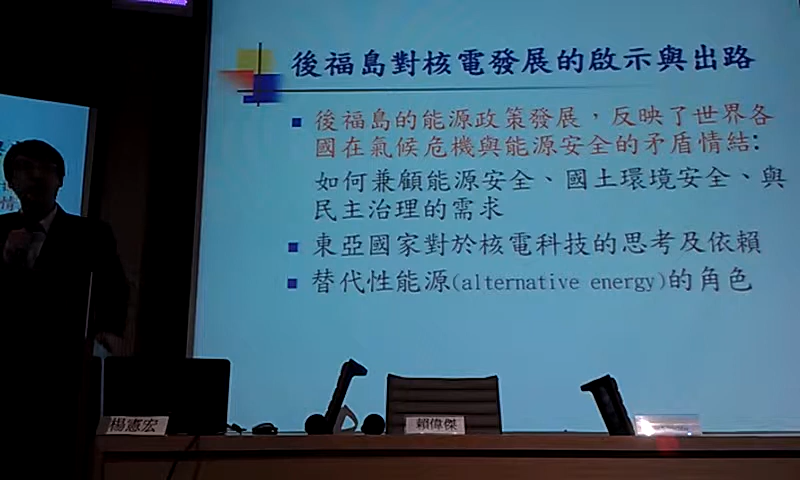 後福島對核電發展的啟示與出路
後福島的能源政策發展，反映了世界各
國在氣候危機與能源安全的矛盾情結:
如何兼顧能源安全、國土環境安全、與
民主治理的需求
東亞國家對於核電科技的思考及依賴
替代性能源(alternative energy)的角色
情
楊憲宏
賴偉傑